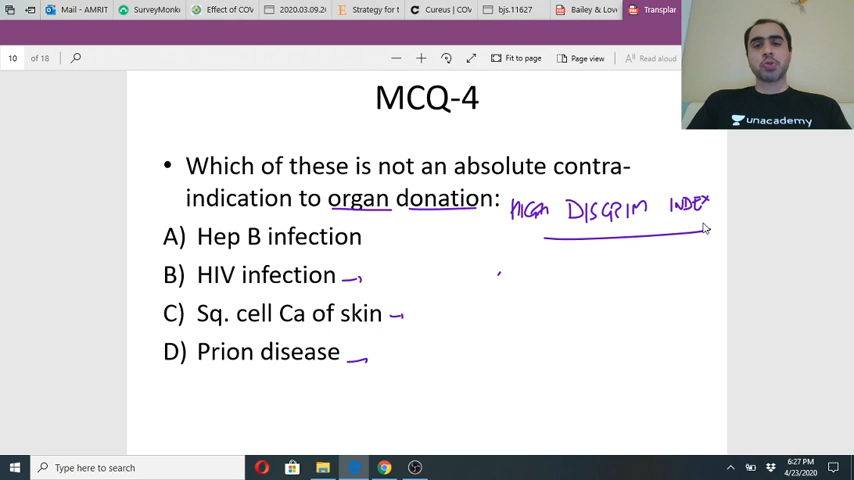 Mail - AMRIT
SurveyMonke
Effect of COV
2020.03.09.20
Strategy for t
Cureus | COV
bjs.11627
Bailey & Love
Transplar
10 of 18
Fit to page
Page view
Read aloud
unacademy
MCQ-4
• Which of these is not an absolute contra-
indication to organ donation:
HIGH DISCRIM INDEX
A) Hep B infection
B) HIV infection
C) Sq. cell Ca of skin
D) Prion disease
Type here to search
6:27 PM
4/23/2020